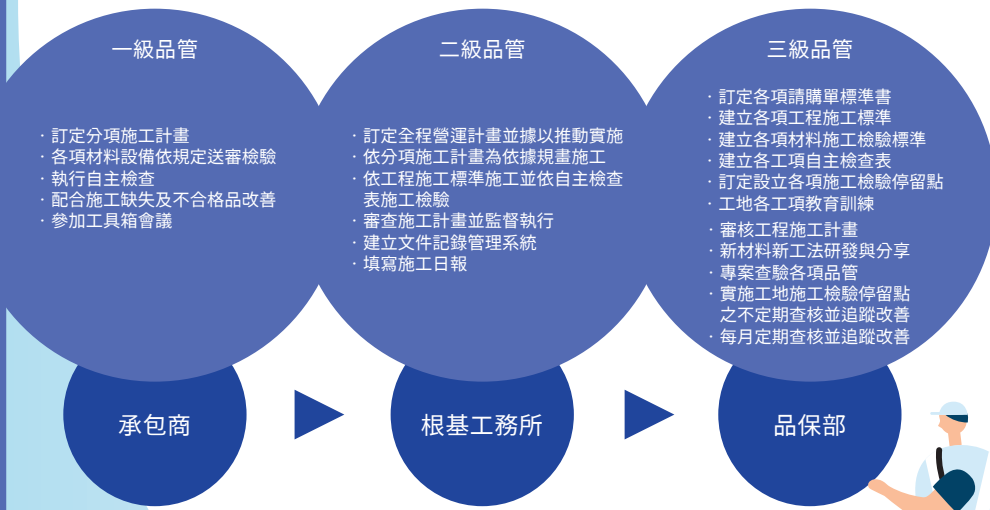 一級品管
· 訂定分項施工計畫
· 各項材料設備依規定送審檢驗
· 執行自主檢查
· 配合施工缺失及不合格品改善
· 參加工具箱會議
承包商
二級品管
· 訂定全程營運計畫並據以推動實施
· 依分項施工計畫為依據規畫施工
· 依工程施工標準施工並依自主檢查
表施工檢驗
· 審查施工計畫並監督執行
· 建立文件記錄管理系統
· 填寫施工日報
根基工務所
三級品管
· 訂定各項請購單標準書
· 建立各項工程施工標準
· 建立各項材料施工檢驗標準
· 建立各工項自主檢查表
· 訂定設立各項施工檢驗停留點
· 工地各工項教育訓練
· 審核工程施工計畫
· 新材料新工法研發與分享
· 專案查驗各項品管
· 實施工地施工檢驗停留點
之不定期查核並追蹤改善
· 每月定期查核並追蹤改善
品保部